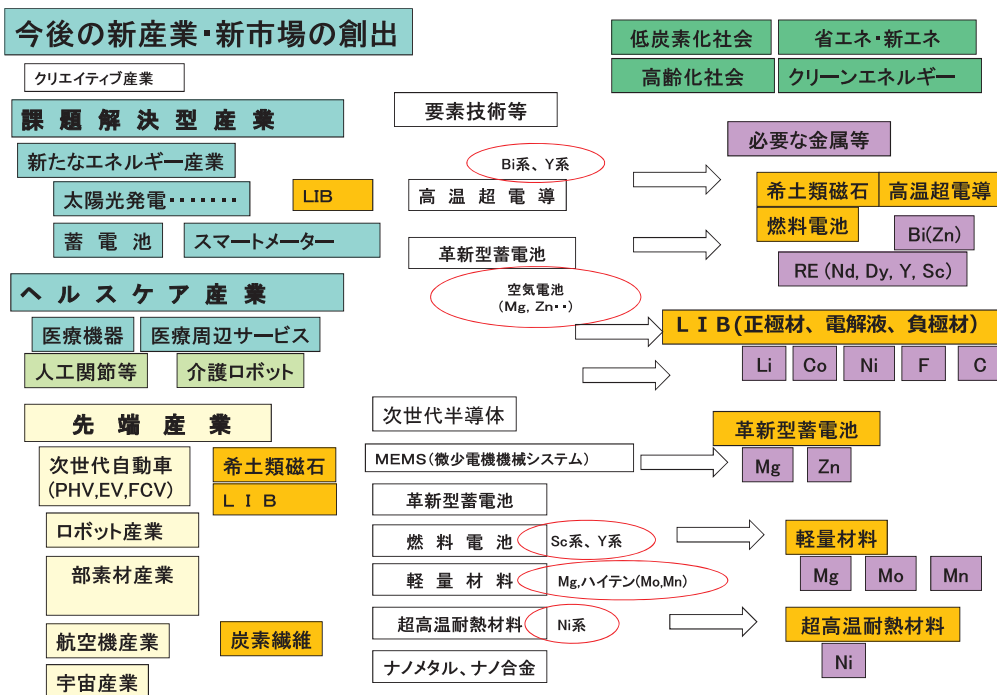 今後の新産業・新市場の創出
クリエイティブ産業
課題解決型産業
新たなエネルギー産業
太陽光発電・・・・・・・
LIB
蓄電池
スマートメーター
ヘルスケア産業
医療機器
医療周辺サービス
人工関節等
介護ロボット
先端産業
次世代自動車
(PHV,EV,FCV)
希土類磁石
ＬＩＢ
ロボット産業
部素材産業
航空機産業
炭素繊維
宇宙産業
要素技術等
Bi系、Y系
高温超電導
革新型蓄電池
空気電池
(Mg, Zn・・)
次世代半導体
MEMS(微少電機機械システム)
革新型蓄電池
燃料電池
Sc系、Y系
軽量材料
Mg,ハイテン(Mo,Mn)
超高温耐熱材料
Ni系
ナノメタル、ナノ合金
低炭素化社会
省エネ・新エネ
高齢化社会
クリーンエネルギー
必要な金属等
希土類磁石
高温超電導
燃料電池
Bi(Zn)
RE (Nd, Dy, Y, Sc)
ＬＩＢ(正極材、電解液、負極材)
Li
Co
Ni
F
C
革新型蓄電池
Mg
Zn
軽量材料
Mg
Mo
Mn
超高温耐熱材料
Ni